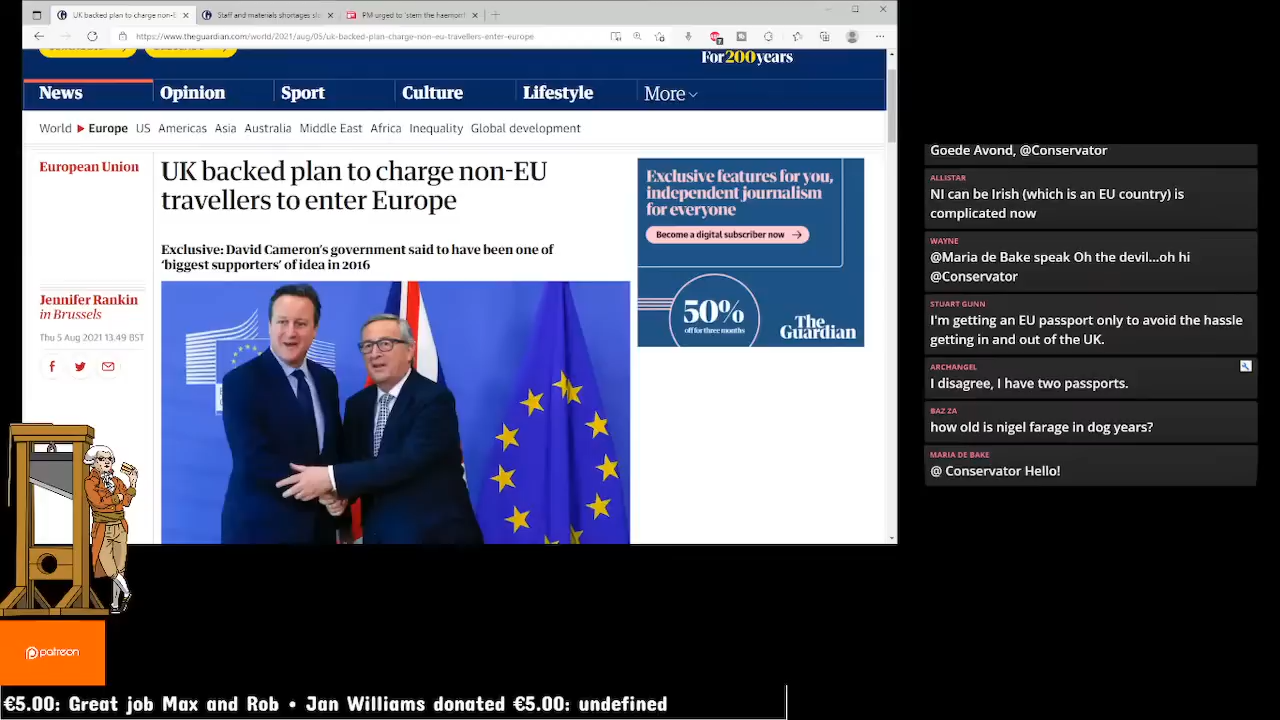 UK backed plan to charge non-E
Staff and materials shortages sl
PM urged to 'stem the haemorrh
https://www.theguardian.com/world/2021/aug/05/uk-backed-plan-charge-non-eu-travellers-enter-europe
For 200 years
News
Opinion
Sport
Culture
Lifestyle
More
World
Europe
US
Americas
Asia
Australia
Middle East
Africa
Inequality
Global development
European Union
UK backed plan to charge non-EU
travellers to enter Europe
Exclusive: David Cameron's government said to have been one of
'biggest supporters' of idea in 2016
Jennifer Rankin
in Brussels
Thu 5 Aug 2021 13.49 BST
Exclusive features for you,
independent journalism
for everyone
Become a digital subscriber now
50%
off for three months
The
Guardian
Goede Avond, @Conservator
ALLISTAR
NI can be Irish (which is an EU country) is
complicated now
WAYNE
@Maria de Bake speak Oh the devil...oh hi
@Conservator
STUART GUNN
I'm getting an EU passport only to avoid the hassle
getting in and out of the UK.
ARCHANGEL
I disagree, I have two passports.
BAZ ZA
how old is nigel farage in dog years?
MARIA DE BAKE
@ Conservator Hello!
patreon
€5.00: Great job Max and Rob • Jan Williams donated €5.00: undefined